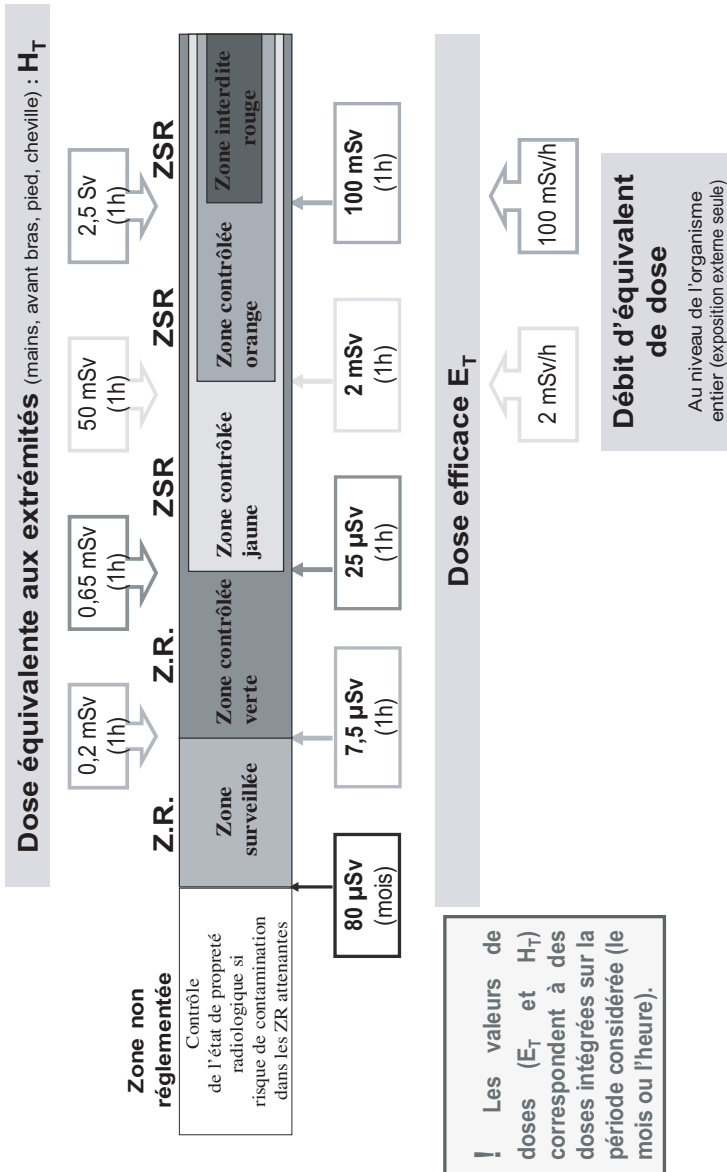 Dose équivalente aux extrémités (mains, avant bras, pied, cheville) : H_T
0,2 mSv
(1h)
0,65 mSv
(1h)
50 mSv
(1h)
2,5 Sv
(1h)
Zone non
réglementée
Z.R.
Z.R.
ZSR
ZSR
ZSR
Contrôle
de l'état de propreté
radiologique si
risque de contamination
dans les ZR attenantes
Zone
surveillée
Zone contrôlée
verte
Zone contrôlée
jaune
Zone contrôlée
orange
Zone interdite
rouge
80 µSv
(mois)
7,5 µSv
(1h)
25 µSv
(1h)
2 mSv
(1h)
100 mSv
(1h)
Dose efficace E_T
! Les valeurs de
doses (E_T et H_T)
correspondent à des
doses intégrées sur la
période considérée (le
mois ou l'heure).
2 mSv/h
100 mSv/h
Débit d'équivalent
de dose
Au niveau de l'organisme
entier (exposition externe seule)